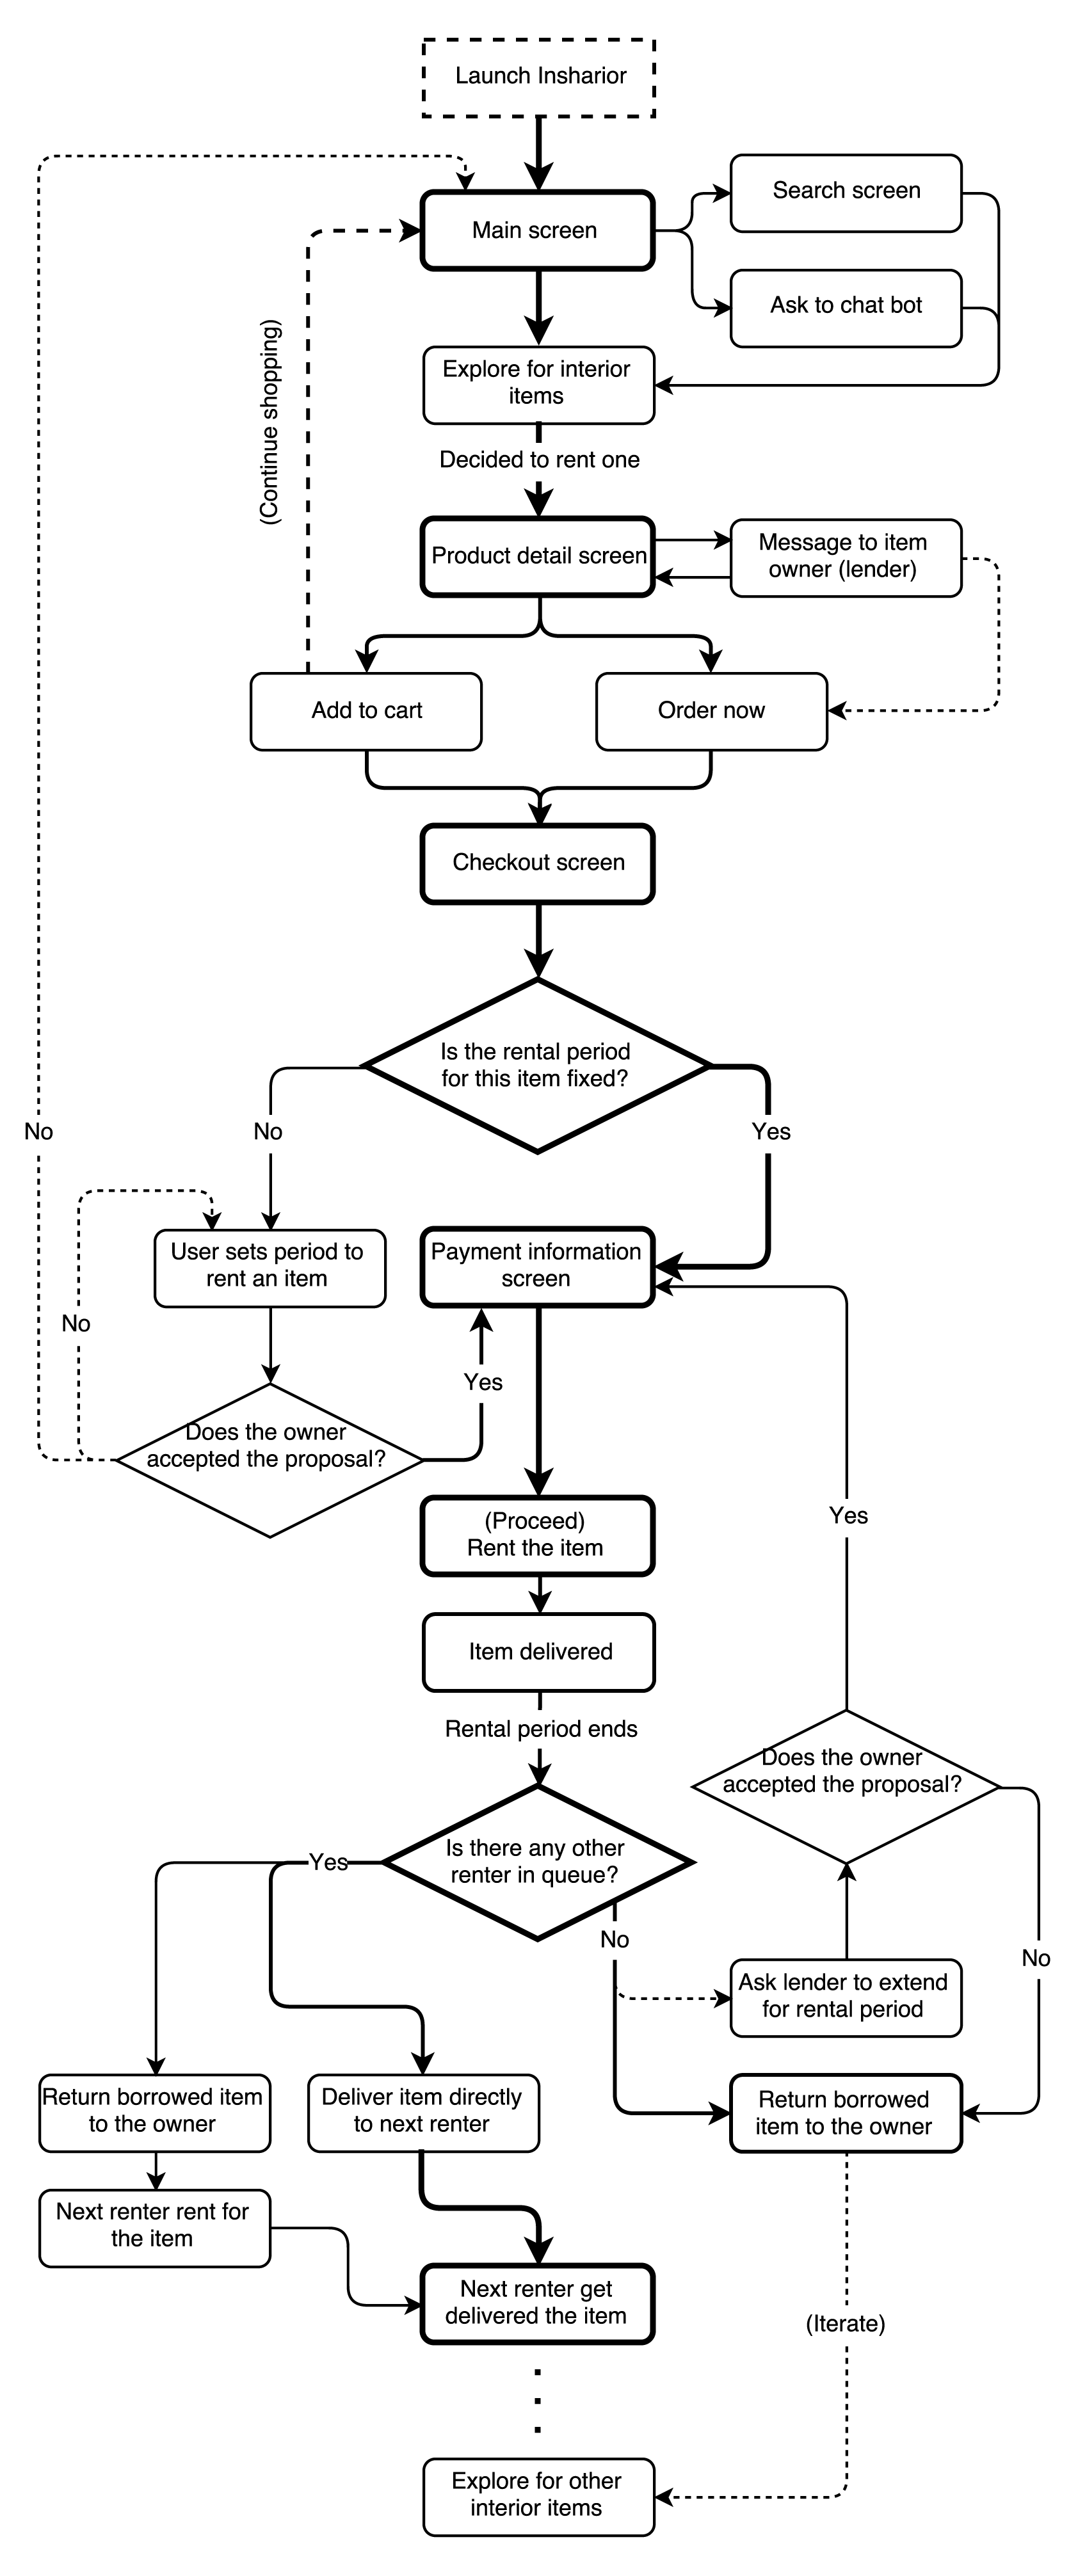 Launch Insharior
Search screen
Main screen
Ask to chat bot
(Continue shopping)
Explore for interior
items
Decided to rent one
Product detail screen
Message to item
owner (lender)
Add to cart
Order now
Checkout screen
Is the rental period
for this item fixed?
No
No
Yes
User sets period to
rent an item
Payment information
screen
No
Yes
Does the owner
accepted the proposal?
(Proceed)
Rent the item
Yes
Item delivered
Rental period ends
Does the owner
accepted the proposal?
Is there any other
renter in queue?
Yes
No
No
Ask lender to extend
for rental period
Return borrowed item
to the owner
Deliver item directly
to next renter
Return borrowed
item to the owner
Next renter rent for
the item
Next renter get
delivered the item
(Iterate)
Explore for other
interior items